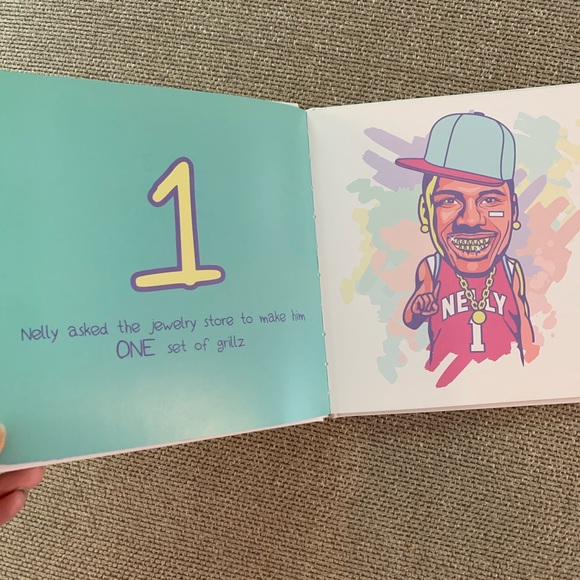 1
Nelly asked the jewelry store to make him
ONE set of grillz
NELLY
1